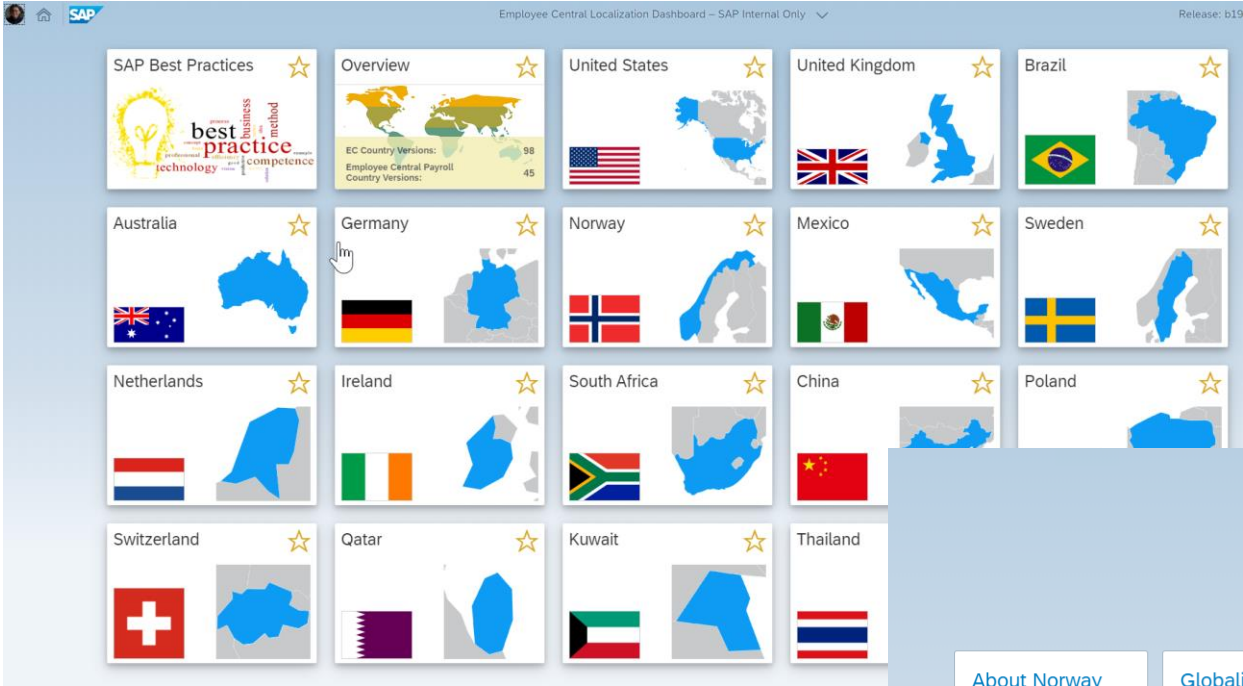 SAP
Employee Central Localization Dashboard – SAP Internal Only
Release: b19
SAP Best Practices
business
method
best
practice
technology
competence
Overview
EC Country Versions: 98
Employee Central Payroll
Country Versions: 45
United States
United Kingdom
Brazil
Australia
Germany
Norway
Mexico
Sweden
Netherlands
Ireland
South Africa
China
Poland
Switzerland
Qatar
Kuwait
Thailand
About Norway
Globali